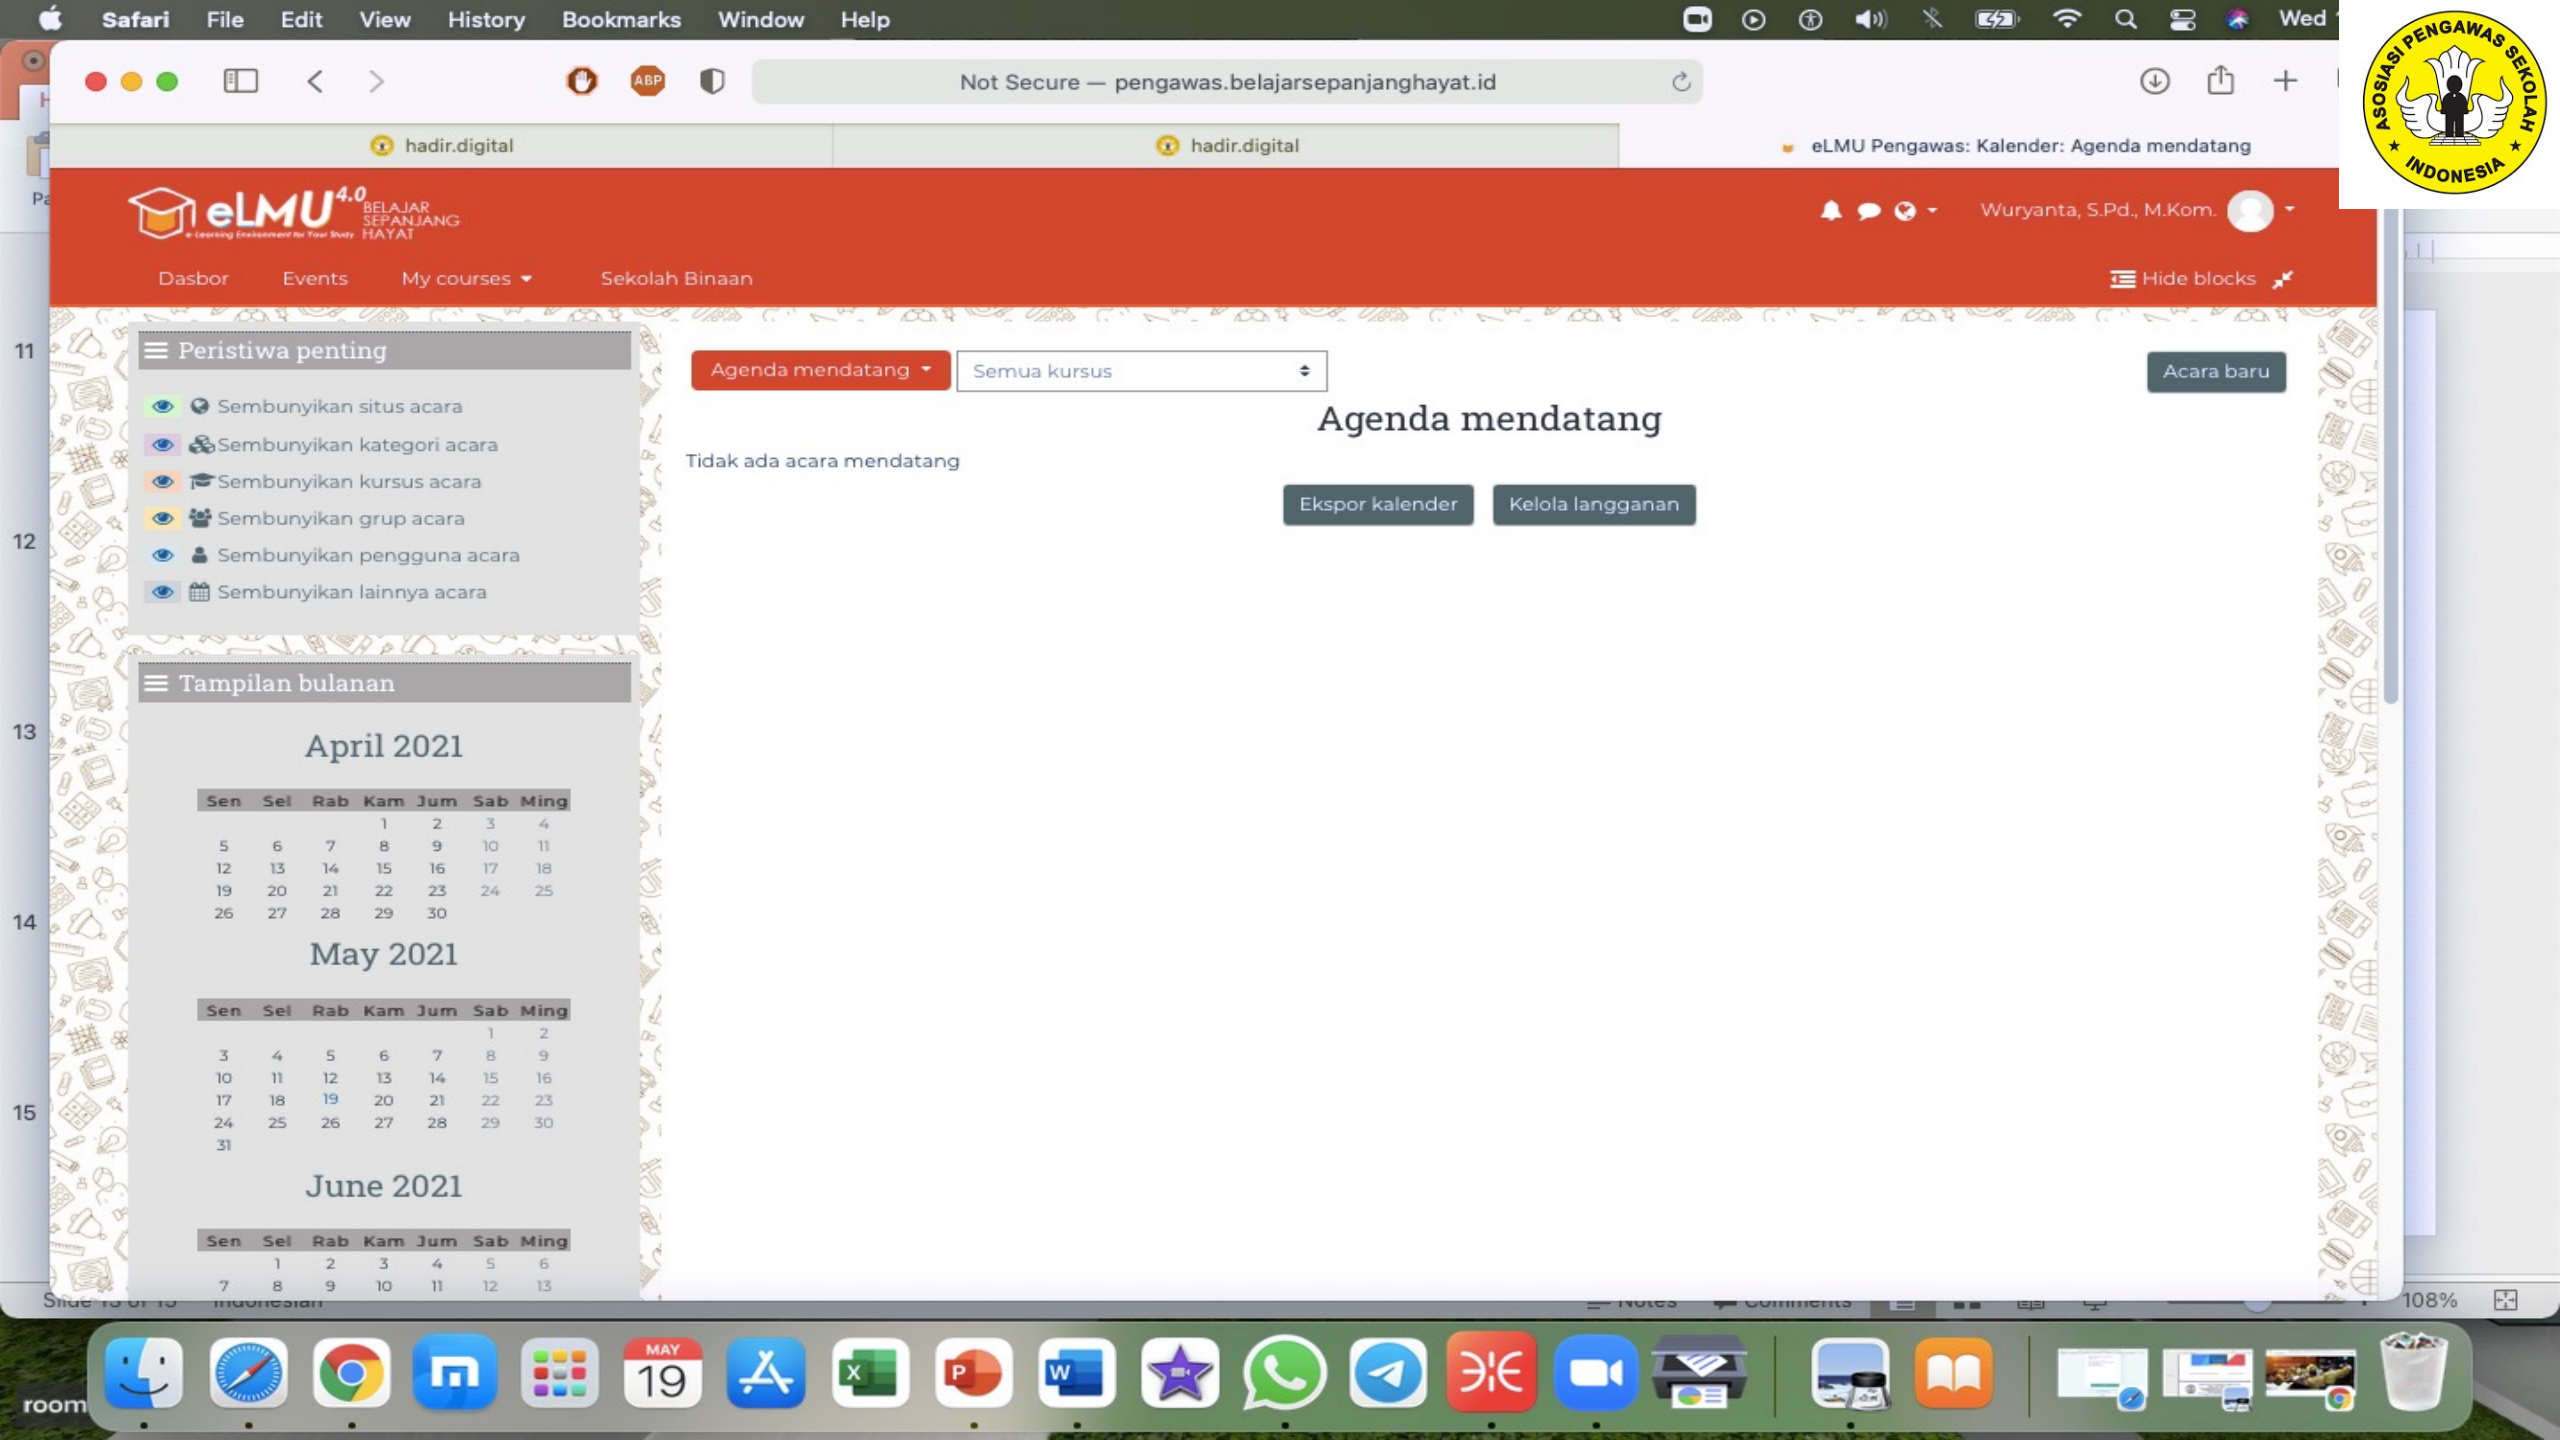 Safari File Edit View History Bookmarks Window Help Wed
Not Secure — pengawas.belajarsepanjanghayat.id
ABP
hadir.digital
hadir.digital
eLMU Pengawas: Kalender: Agenda mendatang
ASOSIASI PENGAWAS SEKOLAH
INDONESIA
eLMU 4.0
e-Learning Environment for Your Study
BELAJAR
SEPANJANG
HAYAT
Wuryanta, S.Pd., M.Kom.
Dasbor Events My courses Sekolah Binaan Hide blocks
Peristiwa penting
Sembunyikan situs acara
Sembunyikan kategori acara
Sembunyikan kursus acara
Sembunyikan grup acara
Sembunyikan pengguna acara
Sembunyikan lainnya acara
Agenda mendatang Semua kursus Acara baru
Agenda mendatang
Tidak ada acara mendatang
Ekspor kalender Kelola langganan
Tampilan bulanan
April 2021
Sen Sel Rab Kam Jum Sab Ming
1 2 3 4
5 6 7 8 9 10 11
12 13 14 15 16 17 18
19 20 21 22 23 24 25
26 27 28 29 30
May 2021
Sen Sel Rab Kam Jum Sab Ming
1 2
3 4 5 6 7 8 9
10 11 12 13 14 15 16
17 18 19 20 21 22 23
24 25 26 27 28 29 30
31
June 2021
Sen Sel Rab Kam Jum Sab Ming
1 2 3 4 5 6
7 8 9 10 11 12 13
11
12
13
14
15
Indonesian
Notes Comments 108%
room
MAY
19
X
P
W